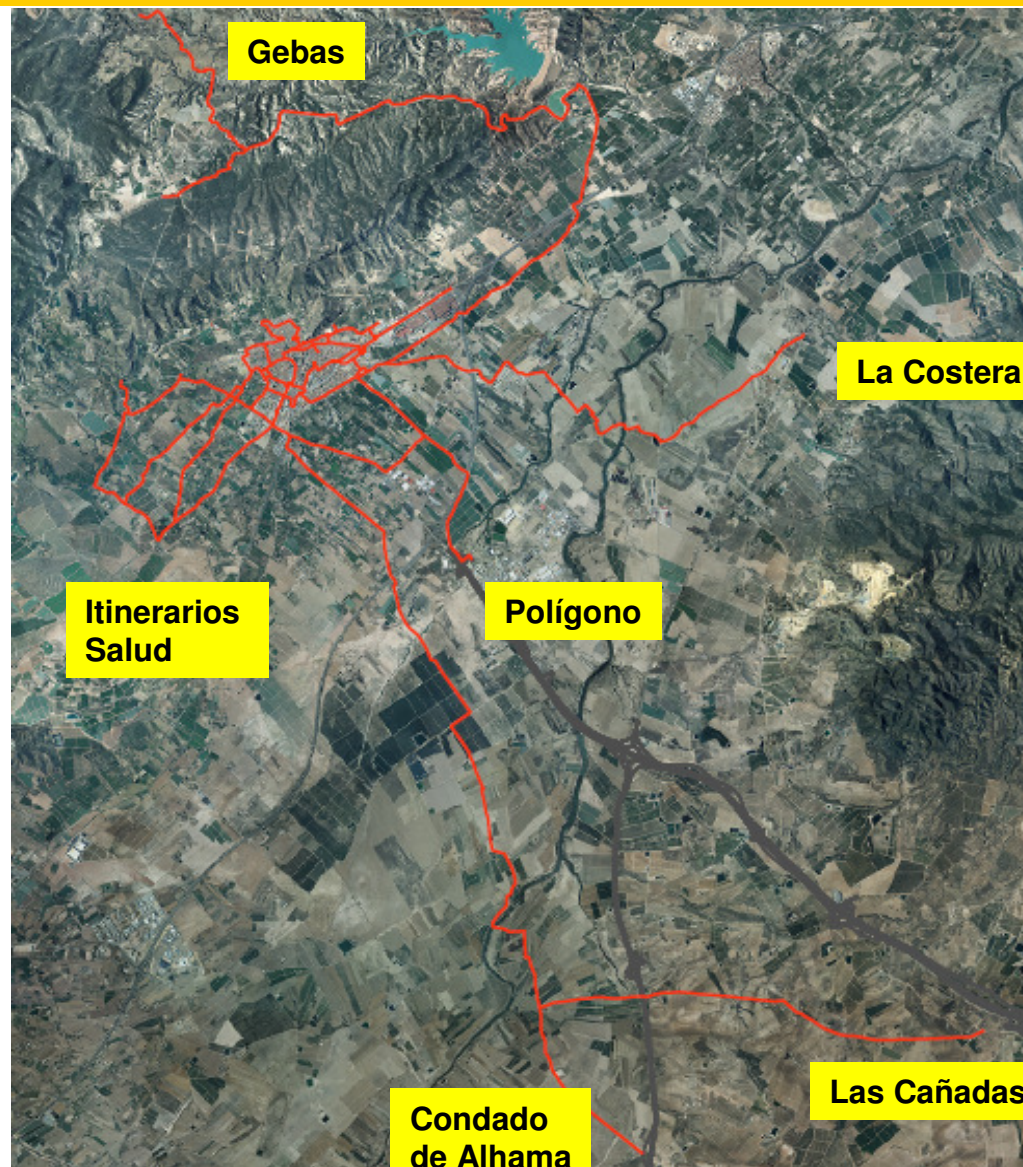 Gebas
La Costera
Itinerarios
Salud
Polígono
Las Cañadas
Condado
de Alhama